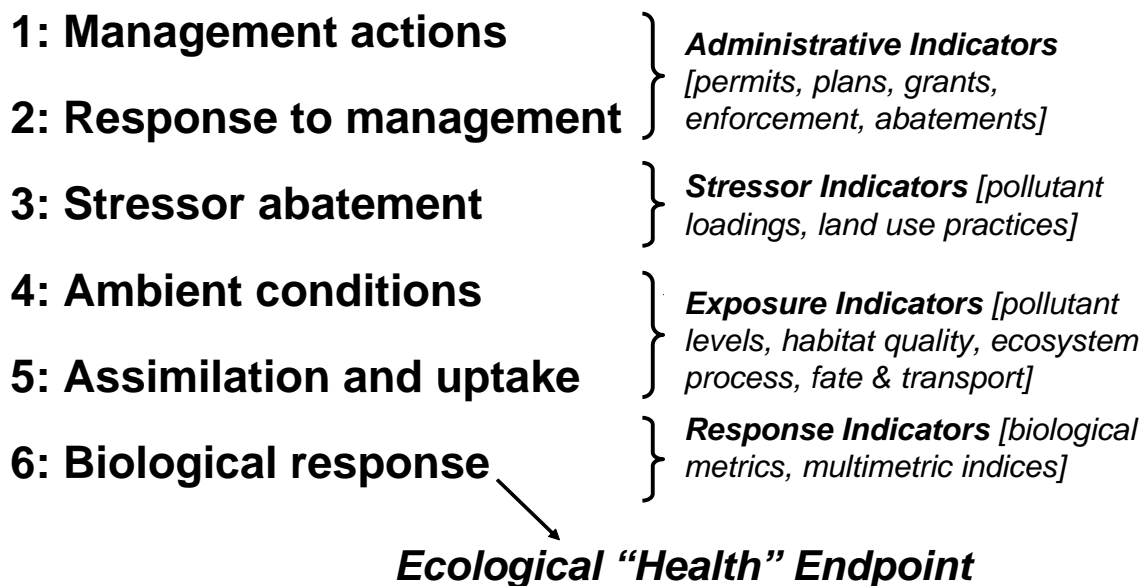 1: Management actions
2: Response to management
Administrative Indicators
[permits, plans, grants,
enforcement, abatements]
3: Stressor abatement
Stressor Indicators [pollutant
loadings, land use practices]
4: Ambient conditions
5: Assimilation and uptake
Exposure Indicators [pollutant
levels, habitat quality, ecosystem
process, fate & transport]
6: Biological response
Response Indicators [biological
metrics, multimetric indices]
Ecological “Health” Endpoint